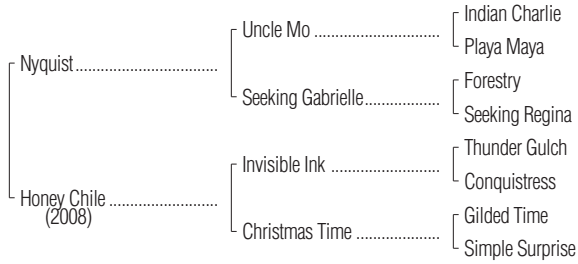 Indian Charlie
Uncle Mo ..................................
Playa Maya
Nyquist ......................................
Forestry
Seeking Gabrielle....................
Seeking Regina
Thunder Gulch
Invisible Ink .............................
Conquistress
Honey Chile .............................
(2008)
Gilded Time
Christmas Time ......................
Simple Surprise